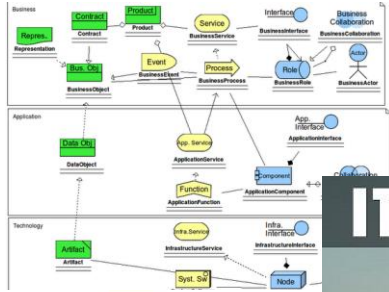 Business
Repres.
Representation
Contract
Contract
Product
Product
Service
BusinessService
Interface
BusinessInterface
Business
Collaboration
BusinessCollaboration
Bus. Obj
BusinessObject
Event
BusinessEvent
Process
BusinessProcess
Role
BusinessRole
Actor
BusinessActor
Application
Data Obj
DataObject
App. Service
ApplicationService
App.
Interface
ApplicationInterface
Function
ApplicationFunction
Component
ApplicationComponent
Technology
Artifact
Artifact
Infra.Service
InfrastructureService
Infra.
Interface
InfrastructureInterface
Syst. Sw
Node